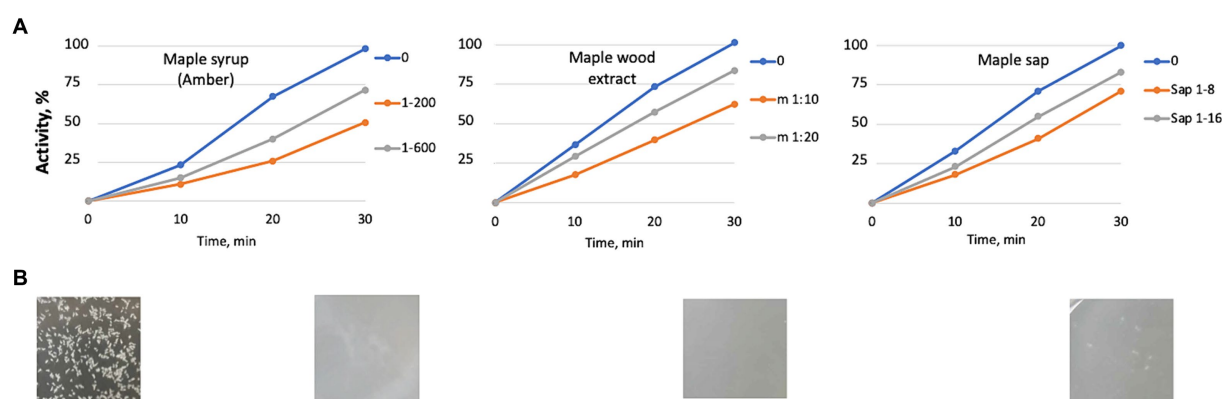 A
Activity, %
100
75
50
25
Maple syrup
(Amber)
0
1-200
1-600
0 10 20 30
Time, min
100
75
50
25
Maple wood
extract
0
m 1:10
m 1:20
0 10 20 30
Time, min
100
75
50
25
Maple sap
0
Sap 1-8
Sap 1-16
0 10 20 30
Time, min
B